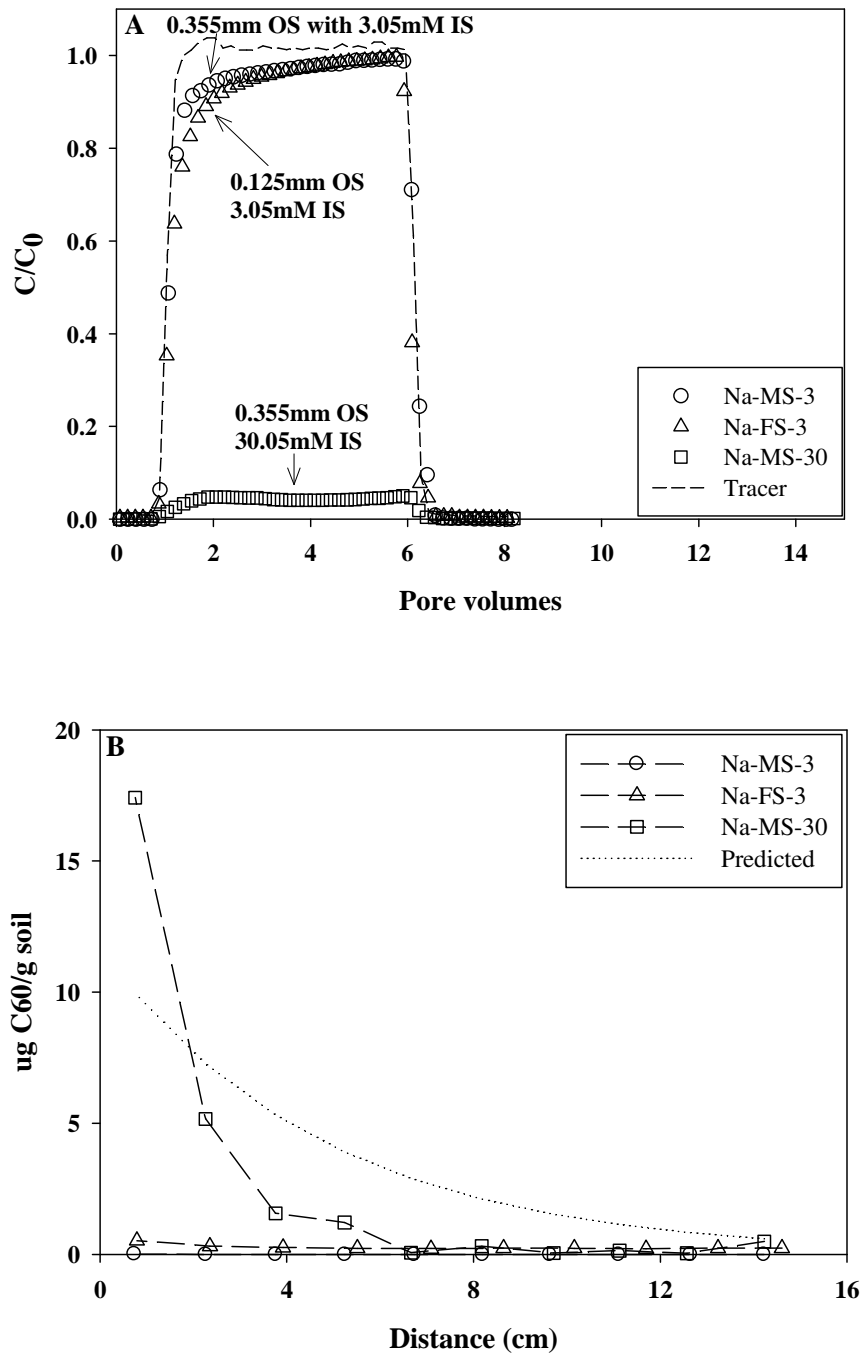 A
0.355mm OS with 3.05mM IS
1.0
0.8
0.6
0.4
0.2
0.0
C/C0
0.125mm OS
3.05mM IS
0.355mm OS
30.05mM IS
Na-MS-3
Na-FS-3
Na-MS-30
Tracer
0 2 4 6 8 10 12 14
Pore volumes
B
20
15
10
5
0
ug C60/g soil
Na-MS-3
Na-FS-3
Na-MS-30
Predicted
0 4 8 12 16
Distance (cm)